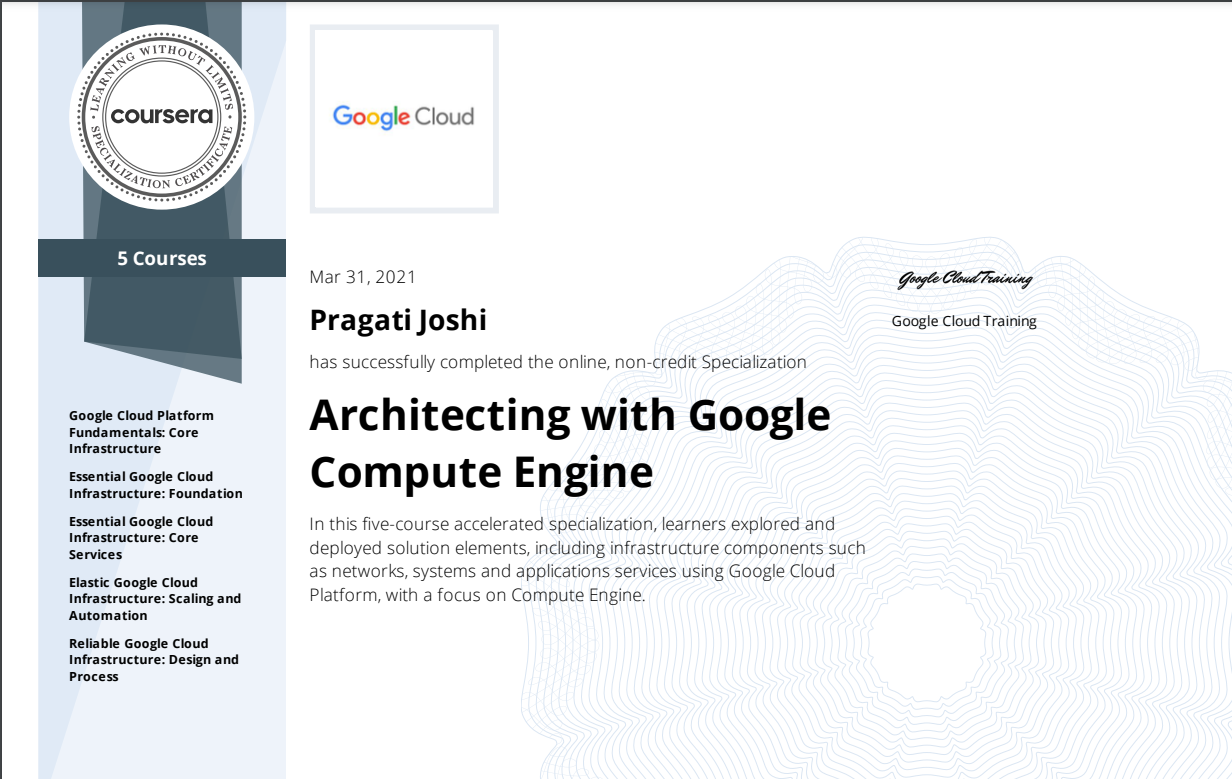 LEARNING WITHOUT LIMITS
coursera
SPECIALIZATION CERTIFICATE
5 Courses
Google Cloud Platform
Fundamentals: Core
Infrastructure
Essential Google Cloud
Infrastructure: Foundation
Essential Google Cloud
Infrastructure: Core
Services
Elastic Google Cloud
Infrastructure: Scaling and
Automation
Reliable Google Cloud
Infrastructure: Design and
Process
Google Cloud
Mar 31, 2021
Pragati Joshi
has successfully completed the online, non-credit Specialization
Architecting with Google
Compute Engine
In this five-course accelerated specialization, learners explored and
deployed solution elements, including infrastructure components such
as networks, systems and applications services using Google Cloud
Platform, with a focus on Compute Engine.
Google Cloud Training
Google Cloud Training